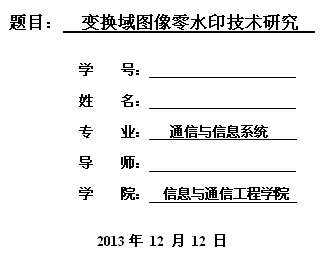 题目： 变换域图像零水印技术研究
学 号：
姓 名：
专 业： 通信与信息系统
导 师：
学 院： 信息与通信工程学院
2013 年 12 月 12 日